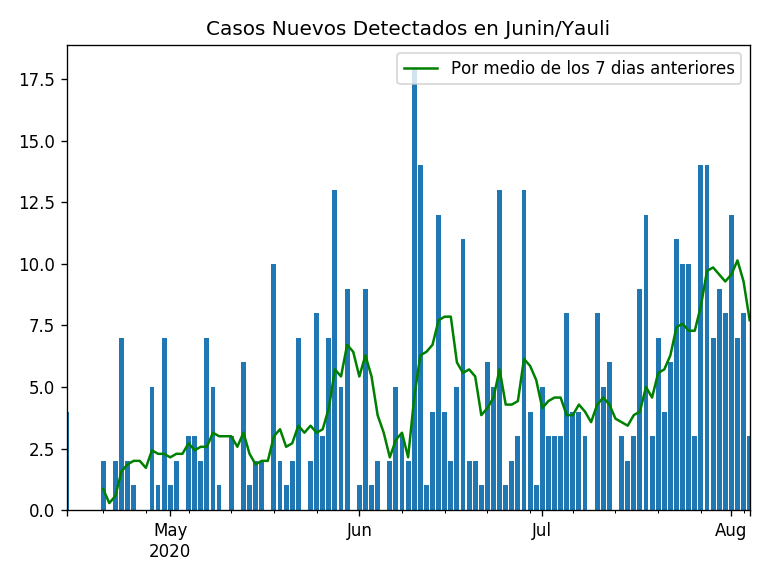 Casos Nuevos Detectados en Junin/Yauli
Por medio de los 7 dias anteriores
17.5
15.0
12.5
10.0
7.5
5.0
2.5
0.0
May
2020
Jun
Jul
Aug